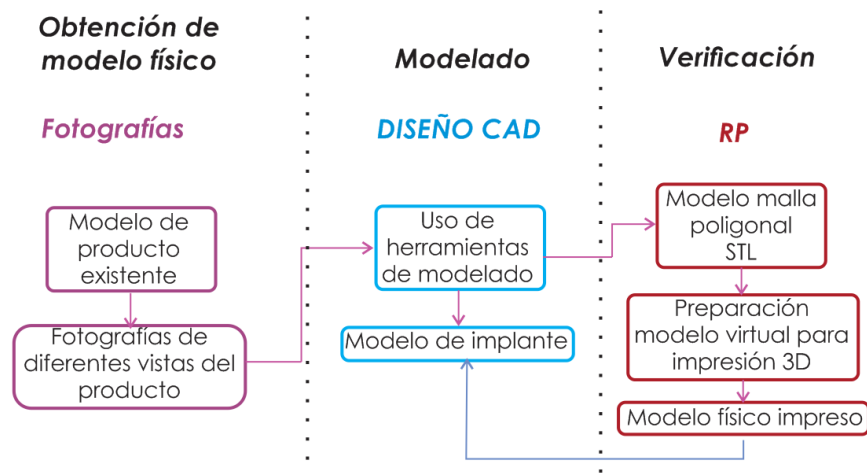 Obtención de
modelo físico
Fotografías
Modelo de
producto
existente
Fotografías de
diferentes vistas del
producto
Modelado
DISEÑO CAD
Uso de
herramientas
de modelado
Modelo de implante
Verificación
RP
Modelo malla
poligonal
STL
Preparación
modelo virtual para
impresión 3D
Modelo físico impreso